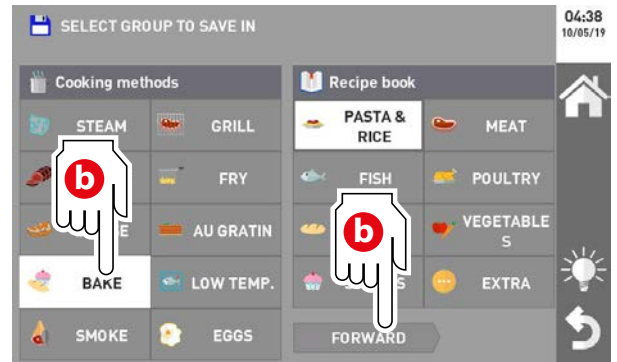 SELECT GROUP TO SAVE IN
04:38
10/05/19
Cooking methods
Recipe book
STEAM
GRILL
PASTA &
RICE
MEAT
b
FRY
FISH
POULTRY
AU GRATIN
b
VEGETABLE
S
BAKE
LOW TEMP.
EXTRA
SMOKE
EGGS
FORWARD